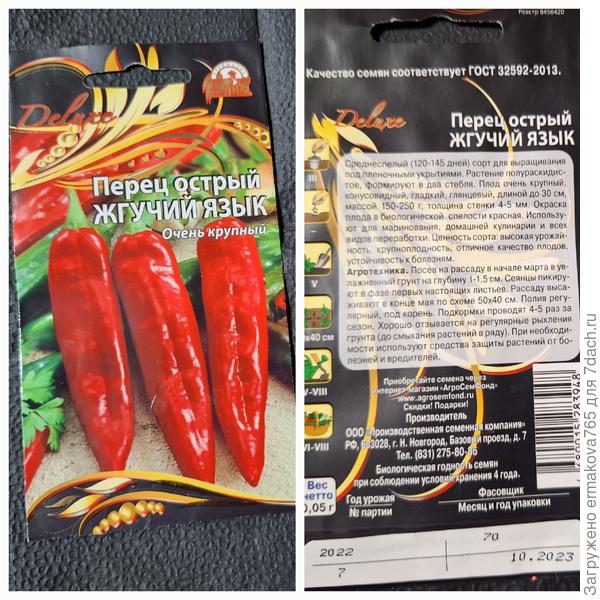 Deluxe
Перец острый
ЖГУЧИЙ ЯЗЫК
Очень крупный
Реестр 8456420
Качество семян соответствует ГОСТ 32592-2013.
Deluxe
Перец острый
ЖГУЧИЙ ЯЗЫК
Среднеспелый (120-145 дней) сорт для выращивания
под пленочными укрытиями. Растение полураскидис-
тое, формируют в два стебля. Плод очень крупный,
конусовидный, гладкий, глянцевый, длиной до 30 см,
массой 150-250 г, толщина стенки 4-5 мм. Окраска
плода в биологической спелости красная. Использу-
ют для маринования, домашней кулинарии и всех
видов переработки. Ценность сорта: высокая урожай-
ность, крупноплодность, отличное качество плодов,
устойчивость к болезням.
Агротехника. Посев на рассаду в начале марта в ув-
лажненный грунт на глубину 1-1,5 см. Сеянцы пикиру-
ют в фазе первых настоящих листьев. Рассаду выса-
живают в конце мая по схеме 50х40 см. Полив регу-
лярный, под корень. Подкормки проводят 4-5 раз за
сезон. Хорошо отзывается на регулярные рыхления
грунта (до смыкания растений в ряду). При необходи-
мости используют средства защиты растений от бо-
лезней и вредителей.
III
V
х40 см
V-VIII
VI-VIII
Приобретайте семена через
интернет-магазин «АгроСемФонд»
www.agrosemfond.ru
Скидки! Подарки!
Производитель
ООО "Производственная семенная компания"
РФ, 603028, г. Н. Новгород, Базовый проезд, д. 7
Тел. (831) 275-80-86
Биологическая годность семян
при соблюдении условий хранения 4 года.
Вес
нетто
0,05 г
Год урожая
№ партии
Фасовщик
Месяц и год упаковки
2022
70
7
10.2023
Загружено ermakova765 для 7dach.ru